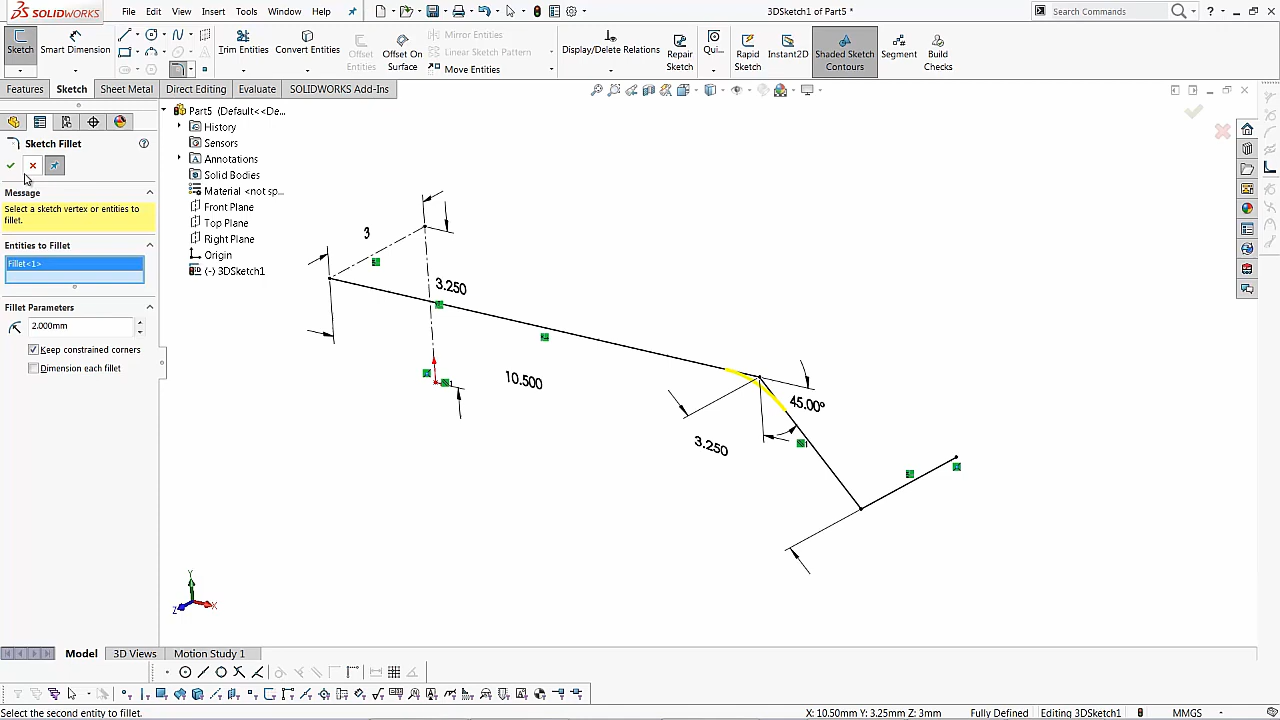 SOLIDWORKS File Edit View Insert Tools Window Help 3DSketch1 of Part5 * Search Commands ?
Sketch Smart Dimension Trim Entities Convert Entities Offset Entities Offset On Surface Mirror Entities Linear Sketch Pattern Move Entities Display/Delete Relations Repair Sketch Qui... Rapid Sketch Instant2D Shaded Sketch Contours Segment Build Checks
Features Sketch Sheet Metal Direct Editing Evaluate SOLIDWORKS Add-Ins
Part5 (Default<<De...
History
Sensors
Annotations
Solid Bodies
Material <not sp...
Front Plane
Top Plane
Right Plane
Origin
(-) 3DSketch1
Sketch Fillet
Message
Select a sketch vertex or entities to
fillet.
Entities to Fillet
Fillet<1>
Fillet Parameters
2.000mm
Keep constrained corners
Dimension each fillet
3
3.250
10.500
45.00°
3.250
Y
Z X
Model 3D Views Motion Study 1
Select the second entity to fillet. X: 10.50mm Y: 3.25mm Z: 3mm Fully Defined Editing 3DSketch1 MMGS